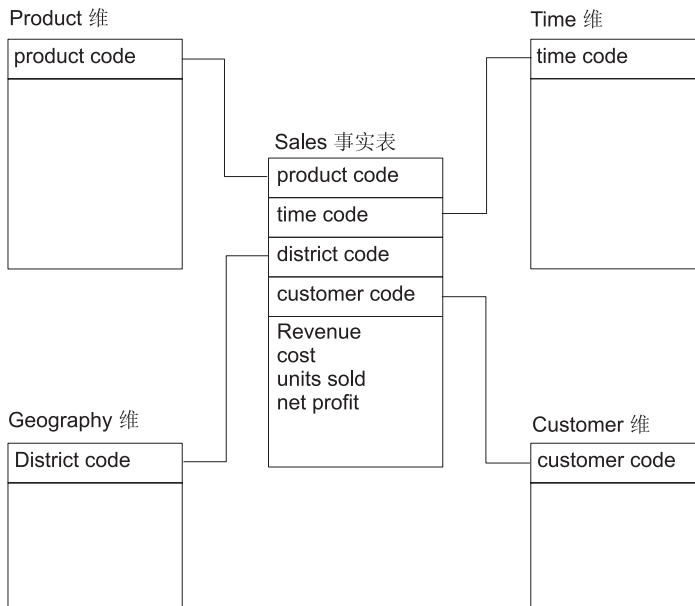 Product 维
product code
Time 维
time code
Sales 事实表
product code
time code
district code
customer code
Revenue
cost
units sold
net profit
Geography 维
District code
Customer 维
customer code